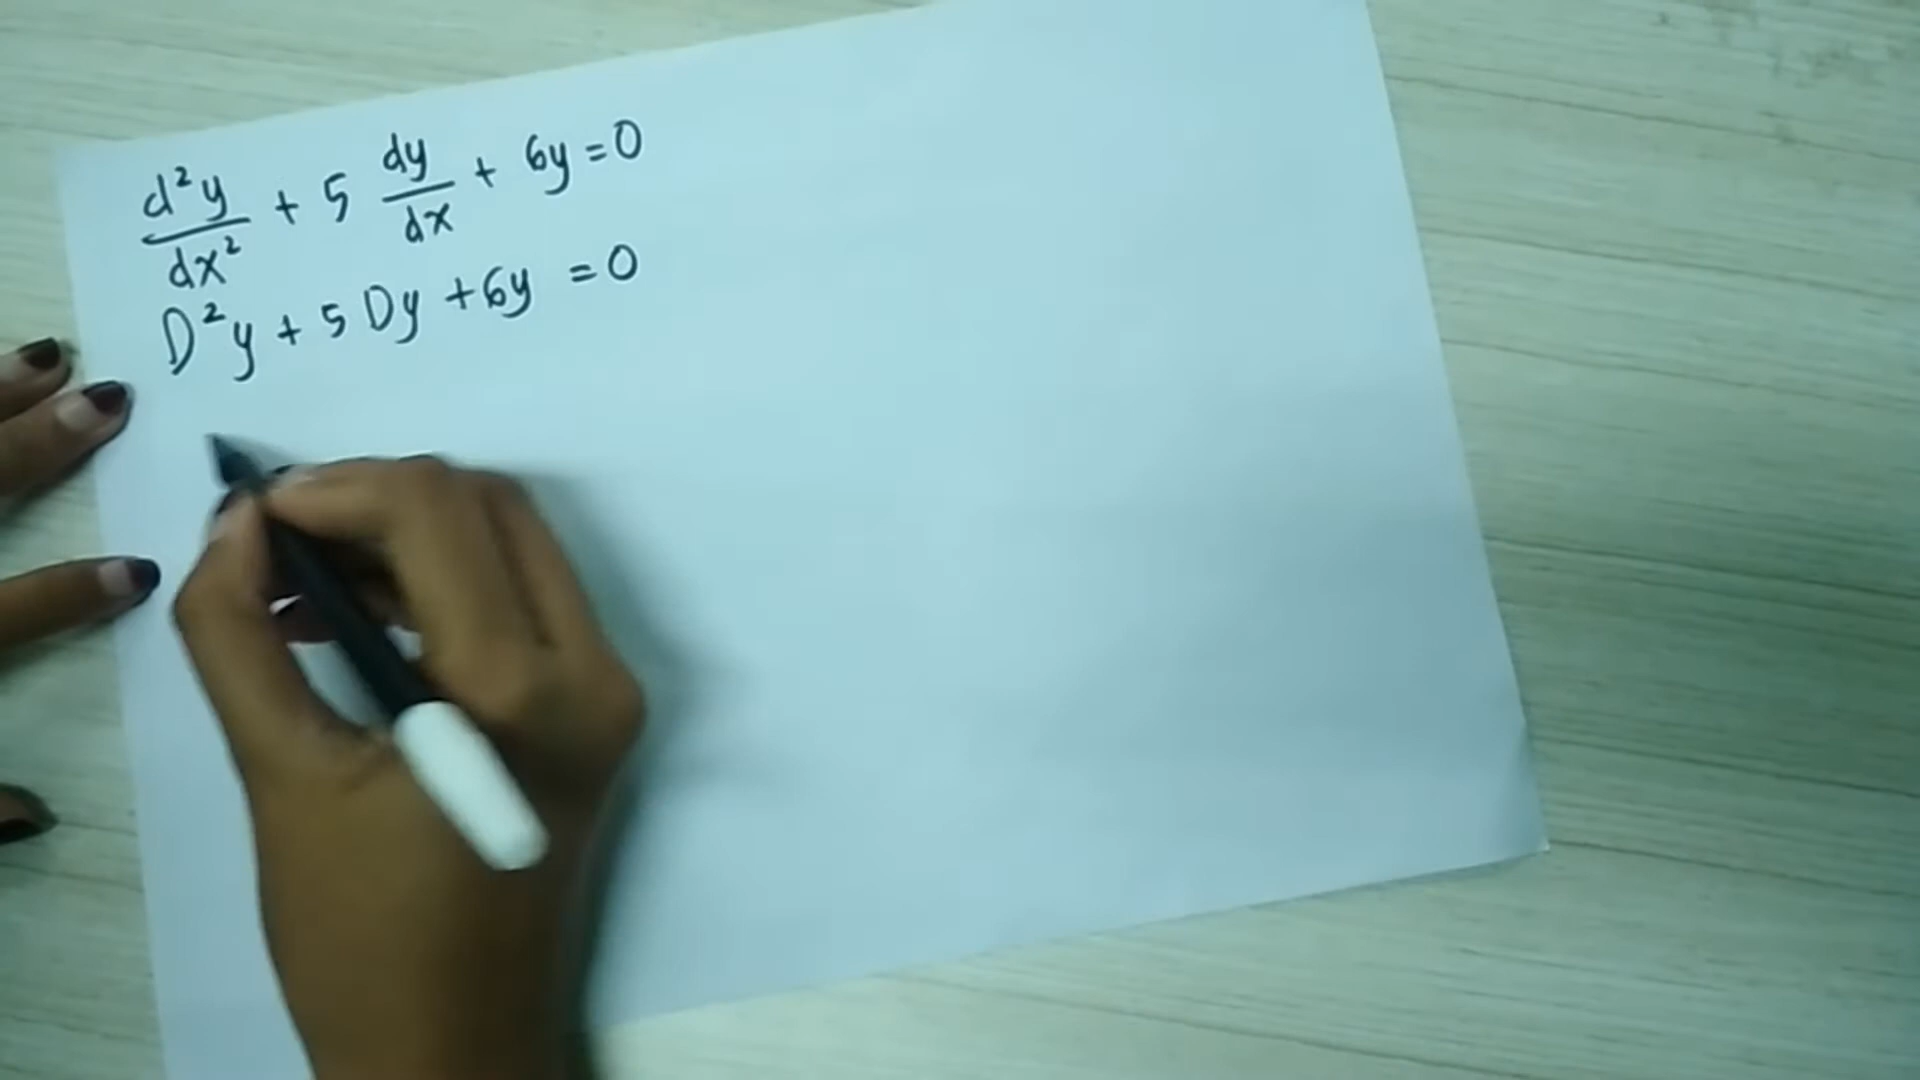 d²y/dx² + 5 dy/dx + 6y = 0
D²y + 5 Dy + 6y = 0